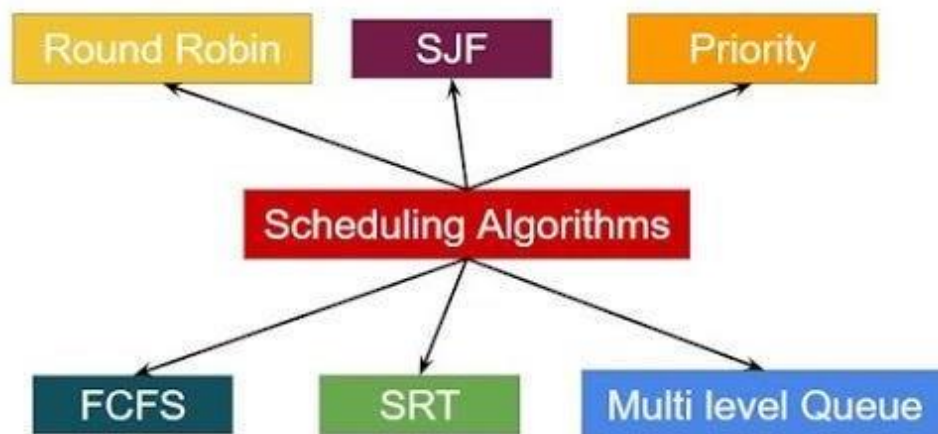 Round Robin
SJF
Priority
Scheduling Algorithms
FCFS
SRT
Multi level Queue